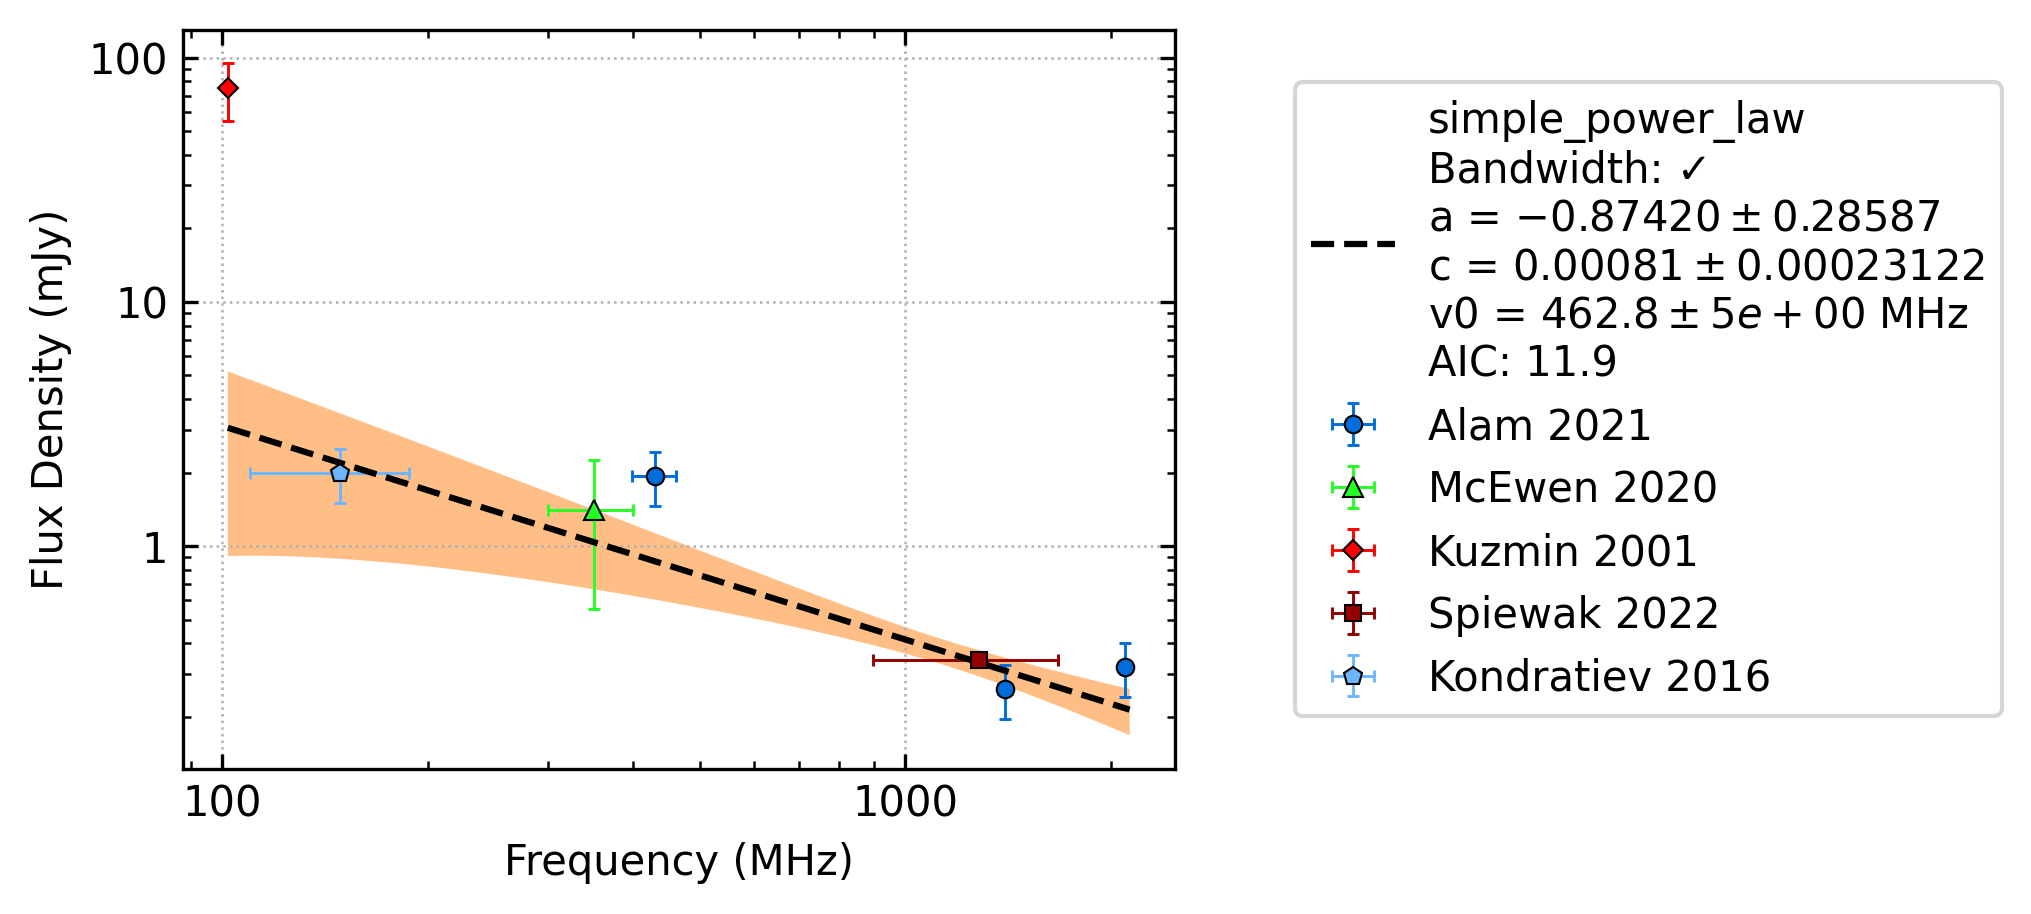 100
10
1
Flux Density (mJy)
100
1000
Frequency (MHz)
simple_power_law
Bandwidth: ✓
a = −0.87420 ± 0.28587
c = 0.00081 ± 0.00023122
v0 = 462.8 ± 5e + 00 MHz
AIC: 11.9
Alam 2021
McEwen 2020
Kuzmin 2001
Spiewak 2022
Kondratiev 2016